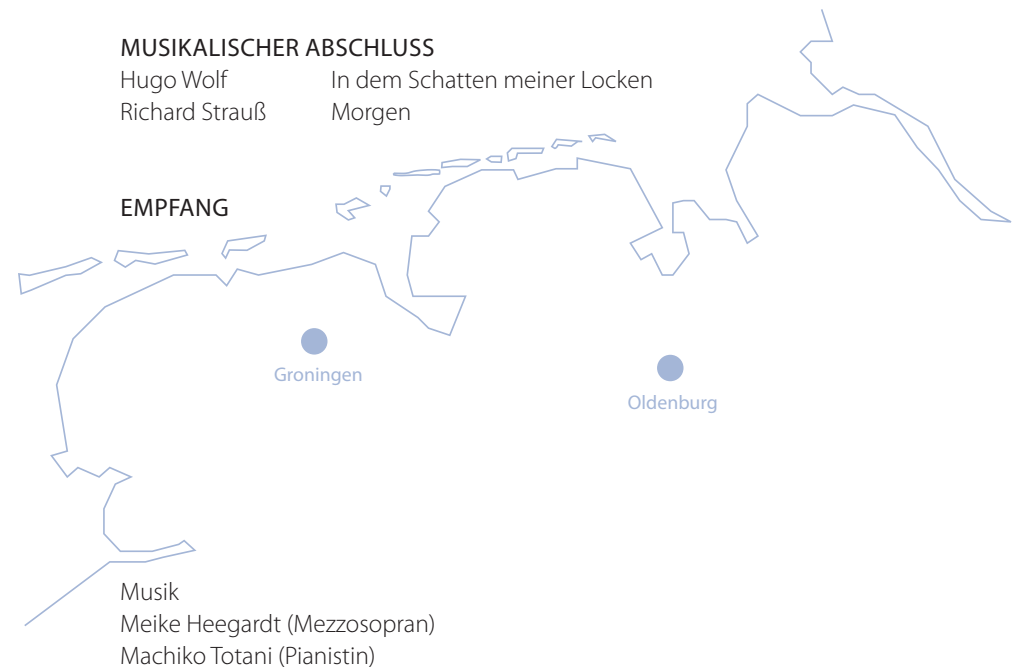 MUSIKALISCHER ABSCHLUSS
Hugo Wolf In dem Schatten meiner Locken
Richard Strauß Morgen
EMPFANG
Groningen
Oldenburg
Musik
Meike Heegardt (Mezzosopran)
Machiko Totani (Pianistin)